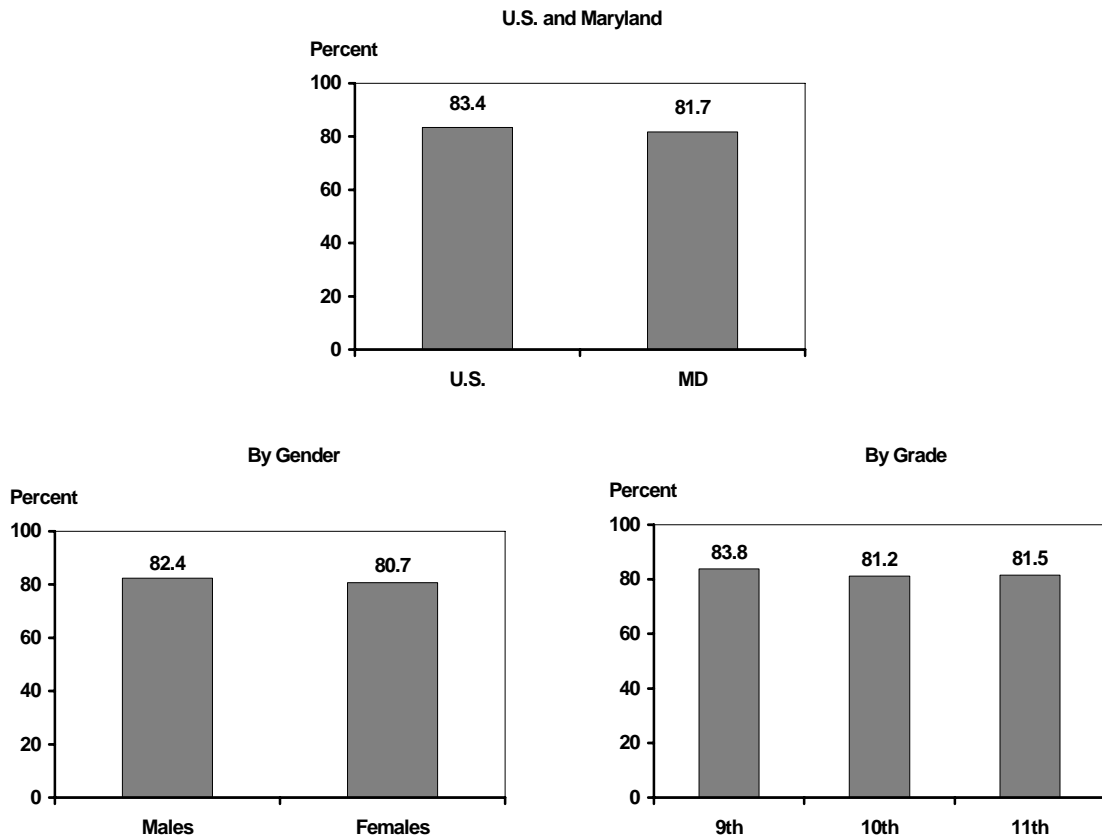 U.S. and Maryland
Percent
100
80
60
40
20
0
83.4
81.7
U.S.
MD
By Gender
Percent
100
80
60
40
20
0
82.4
80.7
Males
Females
By Grade
Percent
100
80
60
40
20
0
83.8
81.2
81.5
9th
10th
11th